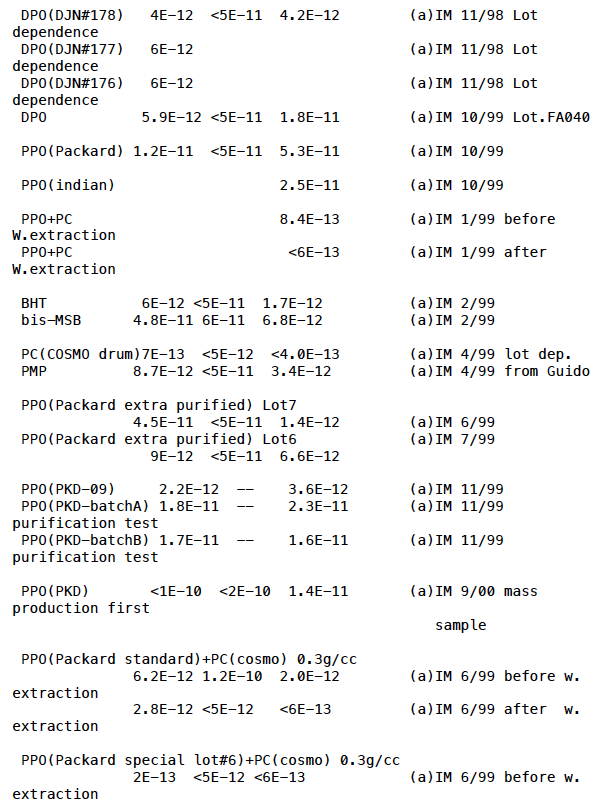 DPO(DJN#178)   4E-12  <5E-11  4.2E-12        (a)IM 11/98 Lot
dependence
DPO(DJN#177)   6E-12                         (a)IM 11/98 Lot
dependence
DPO(DJN#176)   6E-12                         (a)IM 11/98 Lot
dependence
DPO           5.9E-12 <5E-11  1.8E-11        (a)IM 10/99 Lot.FA040
PPO(Packard) 1.2E-11  <5E-11  5.3E-11        (a)IM 10/99
PPO(indian)                   2.5E-11        (a)IM 10/99
PPO+PC                        8.4E-13        (a)IM 1/99 before
W.extraction
PPO+PC                         <6E-13        (a)IM 1/99 after
W.extraction
BHT              6E-12 <5E-11  1.7E-12          (a)IM 2/99
bis-MSB      4.8E-11 6E-11  6.8E-12          (a)IM 2/99
PC(COSMO drum)7E-13  <5E-12  <4.0E-13        (a)IM 4/99 lot dep.
PMP          8.7E-12 <5E-11  3.4E-12         (a)IM 4/99 from Guido
PPO(Packard extra purified) Lot7
4.5E-11  <5E-11  1.4E-12        (a)IM 6/99
PPO(Packard extra purified) Lot6             (a)IM 7/99
9E-12  <5E-11  6.6E-12
PPO(PKD-09)     2.2E-12  --    3.6E-12       (a)IM 11/99
PPO(PKD-batchA) 1.8E-11  --    2.3E-11       (a)IM 11/99
purification test
PPO(PKD-batchB) 1.7E-11  --    1.6E-11       (a)IM 11/99
purification test
PPO(PKD)       <1E-10  <2E-10  1.4E-11       (a)IM 9/00 mass
production first
sample
PPO(Packard standard)+PC(cosmo) 0.3g/cc
6.2E-12 1.2E-10  2.0E-12        (a)IM 6/99 before w.
extraction
2.8E-12 <5E-12   <6E-13         (a)IM 6/99 after  w.
extraction
PPO(Packard special lot#6)+PC(cosmo) 0.3g/cc
2E-13  <5E-12 <6E-13            (a)IM 6/99 before w.
extraction